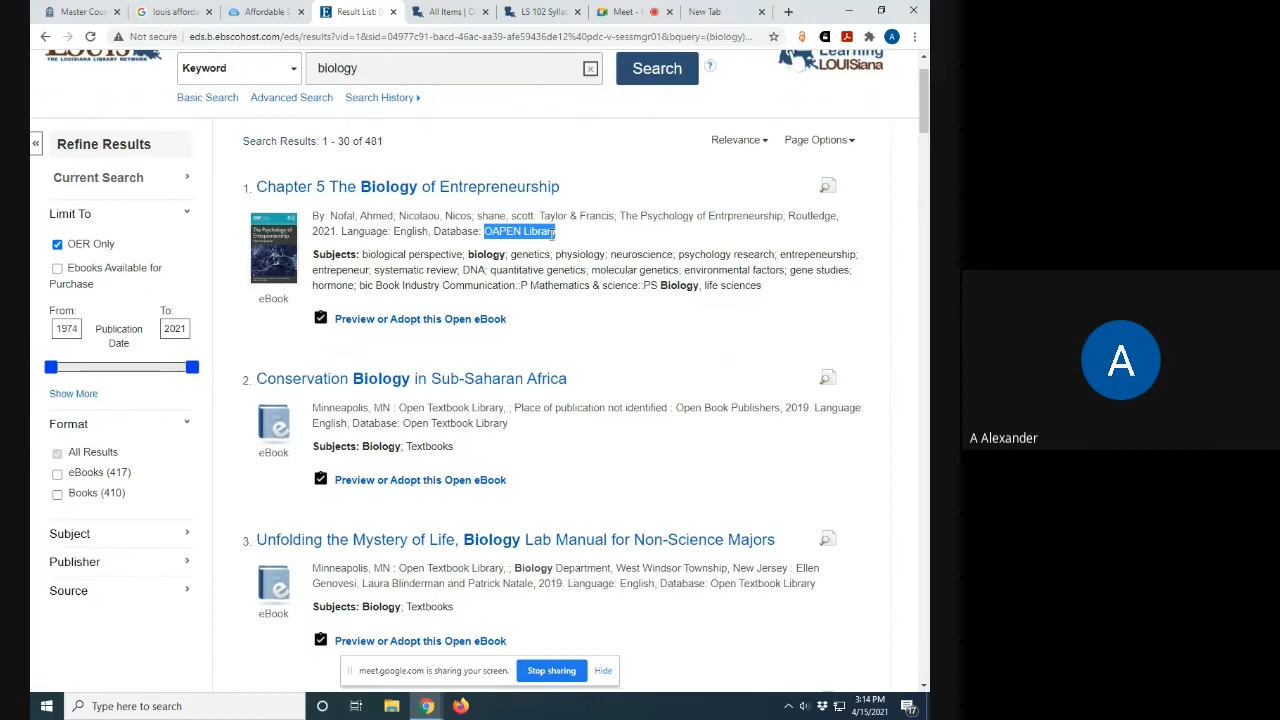 Master Cour
louis afforda
Affordable L
Result List: (
All Items | C
LS 102 Sylla
Meet -
New Tab
Not secure
eds.b.ebscohost.com/eds/results?vid=1&sid=04977c91-bacd-46ac-aa39-afe59436de12%40pdc-v-sessmgr01&bquery=(biology)...
A
THE LOUISIANA LIBRARY NETWORK
Keyword
biology
Search
Learning
LOUISiana
Basic Search
Advanced Search
Search History
Refine Results
Current Search
Limit To
OER Only
Ebooks Available for
Purchase
From:
To:
1974
Publication
Date
2021
Show More
Format
All Results
eBooks (417)
Books (410)
Subject
Publisher
Source
Search Results: 1 - 30 of 481
Relevance
Page Options
1. Chapter 5 The Biology of Entrepreneurship
By: Nofal, Ahmed; Nicolaou, Nicos; shane, scott. Taylor & Francis; The Psychology of Entrpreneurship; Routledge,
2021. Language: English, Database: OAPEN Library
Subjects: biological perspective; biology; genetics; physiology; neuroscience; psychology research; entrepeneurship;
entrepeneur; systematic review; DNA; quantitative genetics; molecular genetics; environmental factors; gene studies;
hormone; bic Book Industry Communication::P Mathematics & science::PS Biology, life sciences
eBook
Preview or Adopt this Open eBook
2. Conservation Biology in Sub-Saharan Africa
Minneapolis, MN : Open Textbook Library, ; Place of publication not identified : Open Book Publishers, 2019. Language:
English, Database: Open Textbook Library
Subjects: Biology; Textbooks
eBook
Preview or Adopt this Open eBook
3. Unfolding the Mystery of Life, Biology Lab Manual for Non-Science Majors
Minneapolis, MN : Open Textbook Library,.; Biology Department, West Windsor Township, New Jersey : Ellen
Genovesi, Laura Blinderman and Patrick Natale, 2019. Language: English, Database: Open Textbook Library
Subjects: Biology; Textbooks
eBook
Preview or Adopt this Open eBook
meet.google.com is sharing your screen.
Stop sharing
Hide
Type here to search
3:14 PM
4/15/2021
17
A
A Alexander